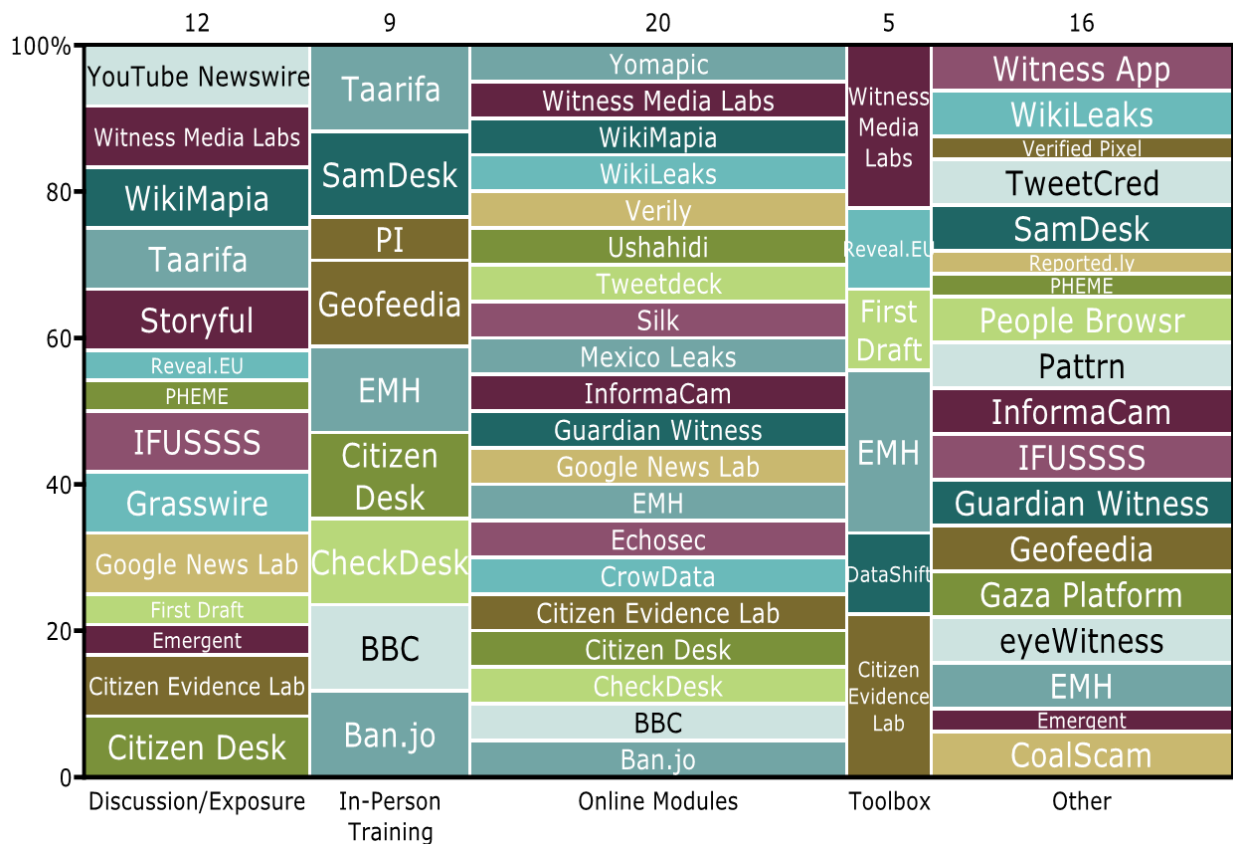 12
9
20
5
16
100%
80
60
40
20
0
YouTube Newswire
Witness Media Labs
WikiMapia
Taarifa
Storyful
Reveal.EU
PHEME
IFUSSSS
Grasswire
Google News Lab
First Draft
Emergent
Citizen Evidence Lab
Citizen Desk
Taarifa
SamDesk
PI
Geofeedia
EMH
Citizen
Desk
CheckDesk
BBC
Ban.jo
Yomapic
Witness Media Labs
WikiMapia
WikiLeaks
Verily
Ushahidi
Tweetdeck
Silk
Mexico Leaks
InformaCam
Guardian Witness
Google News Lab
EMH
Echosec
CrowData
Citizen Evidence Lab
Citizen Desk
CheckDesk
BBC
Ban.jo
Witness
Media
Labs
Reveal.EU
First
Draft
EMH
DataShift
Citizen
Evidence
Lab
Witness App
WikiLeaks
Verified Pixel
TweetCred
SamDesk
Reported.ly
PHEME
People Browsr
Pattrn
InformaCam
IFUSSSS
Guardian Witness
Geofeedia
Gaza Platform
eyeWitness
EMH
Emergent
CoalScam
Discussion/Exposure
In-Person
Training
Online Modules
Toolbox
Other